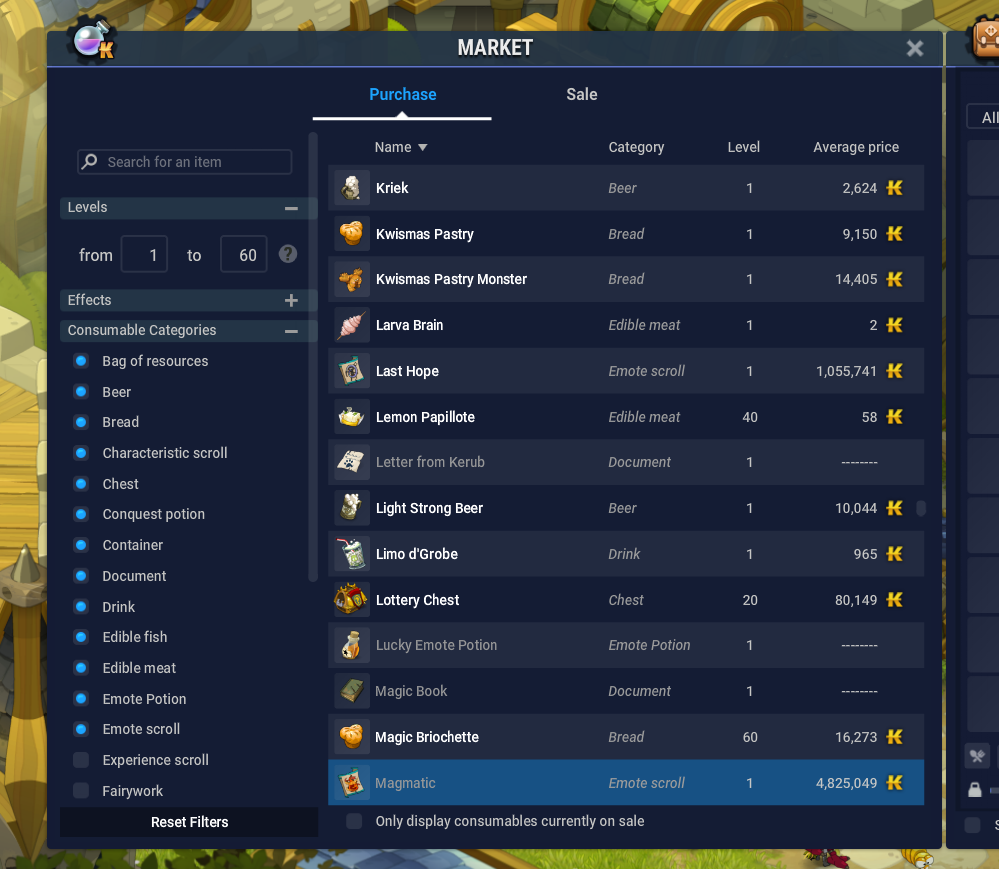 MARKET
Purchase Sale
Search for an item
Name Category Level Average price
Levels
from 1 to 60 ?
Effects
Consumable Categories
Bag of resources
Beer
Bread
Characteristic scroll
Chest
Conquest potion
Container
Document
Drink
Edible fish
Edible meat
Emote Potion
Emote scroll
Experience scroll
Fairywork
Reset Filters
Kriek Beer 1 2,624
Kwismas Pastry Bread 1 9,150
Kwismas Pastry Monster Bread 1 14,405
Larva Brain Edible meat 1 2
Last Hope Emote scroll 1 1,055,741
Lemon Papillote Edible meat 40 58
Letter from Kerub Document 1 --------
Light Strong Beer Beer 1 10,044
Limo d'Grobe Drink 1 965
Lottery Chest Chest 20 80,149
Lucky Emote Potion Emote Potion 1 --------
Magic Book Document 1 --------
Magic Briochette Bread 60 16,273
Magmatic Emote scroll 1 4,825,049
Only display consumables currently on sale
All